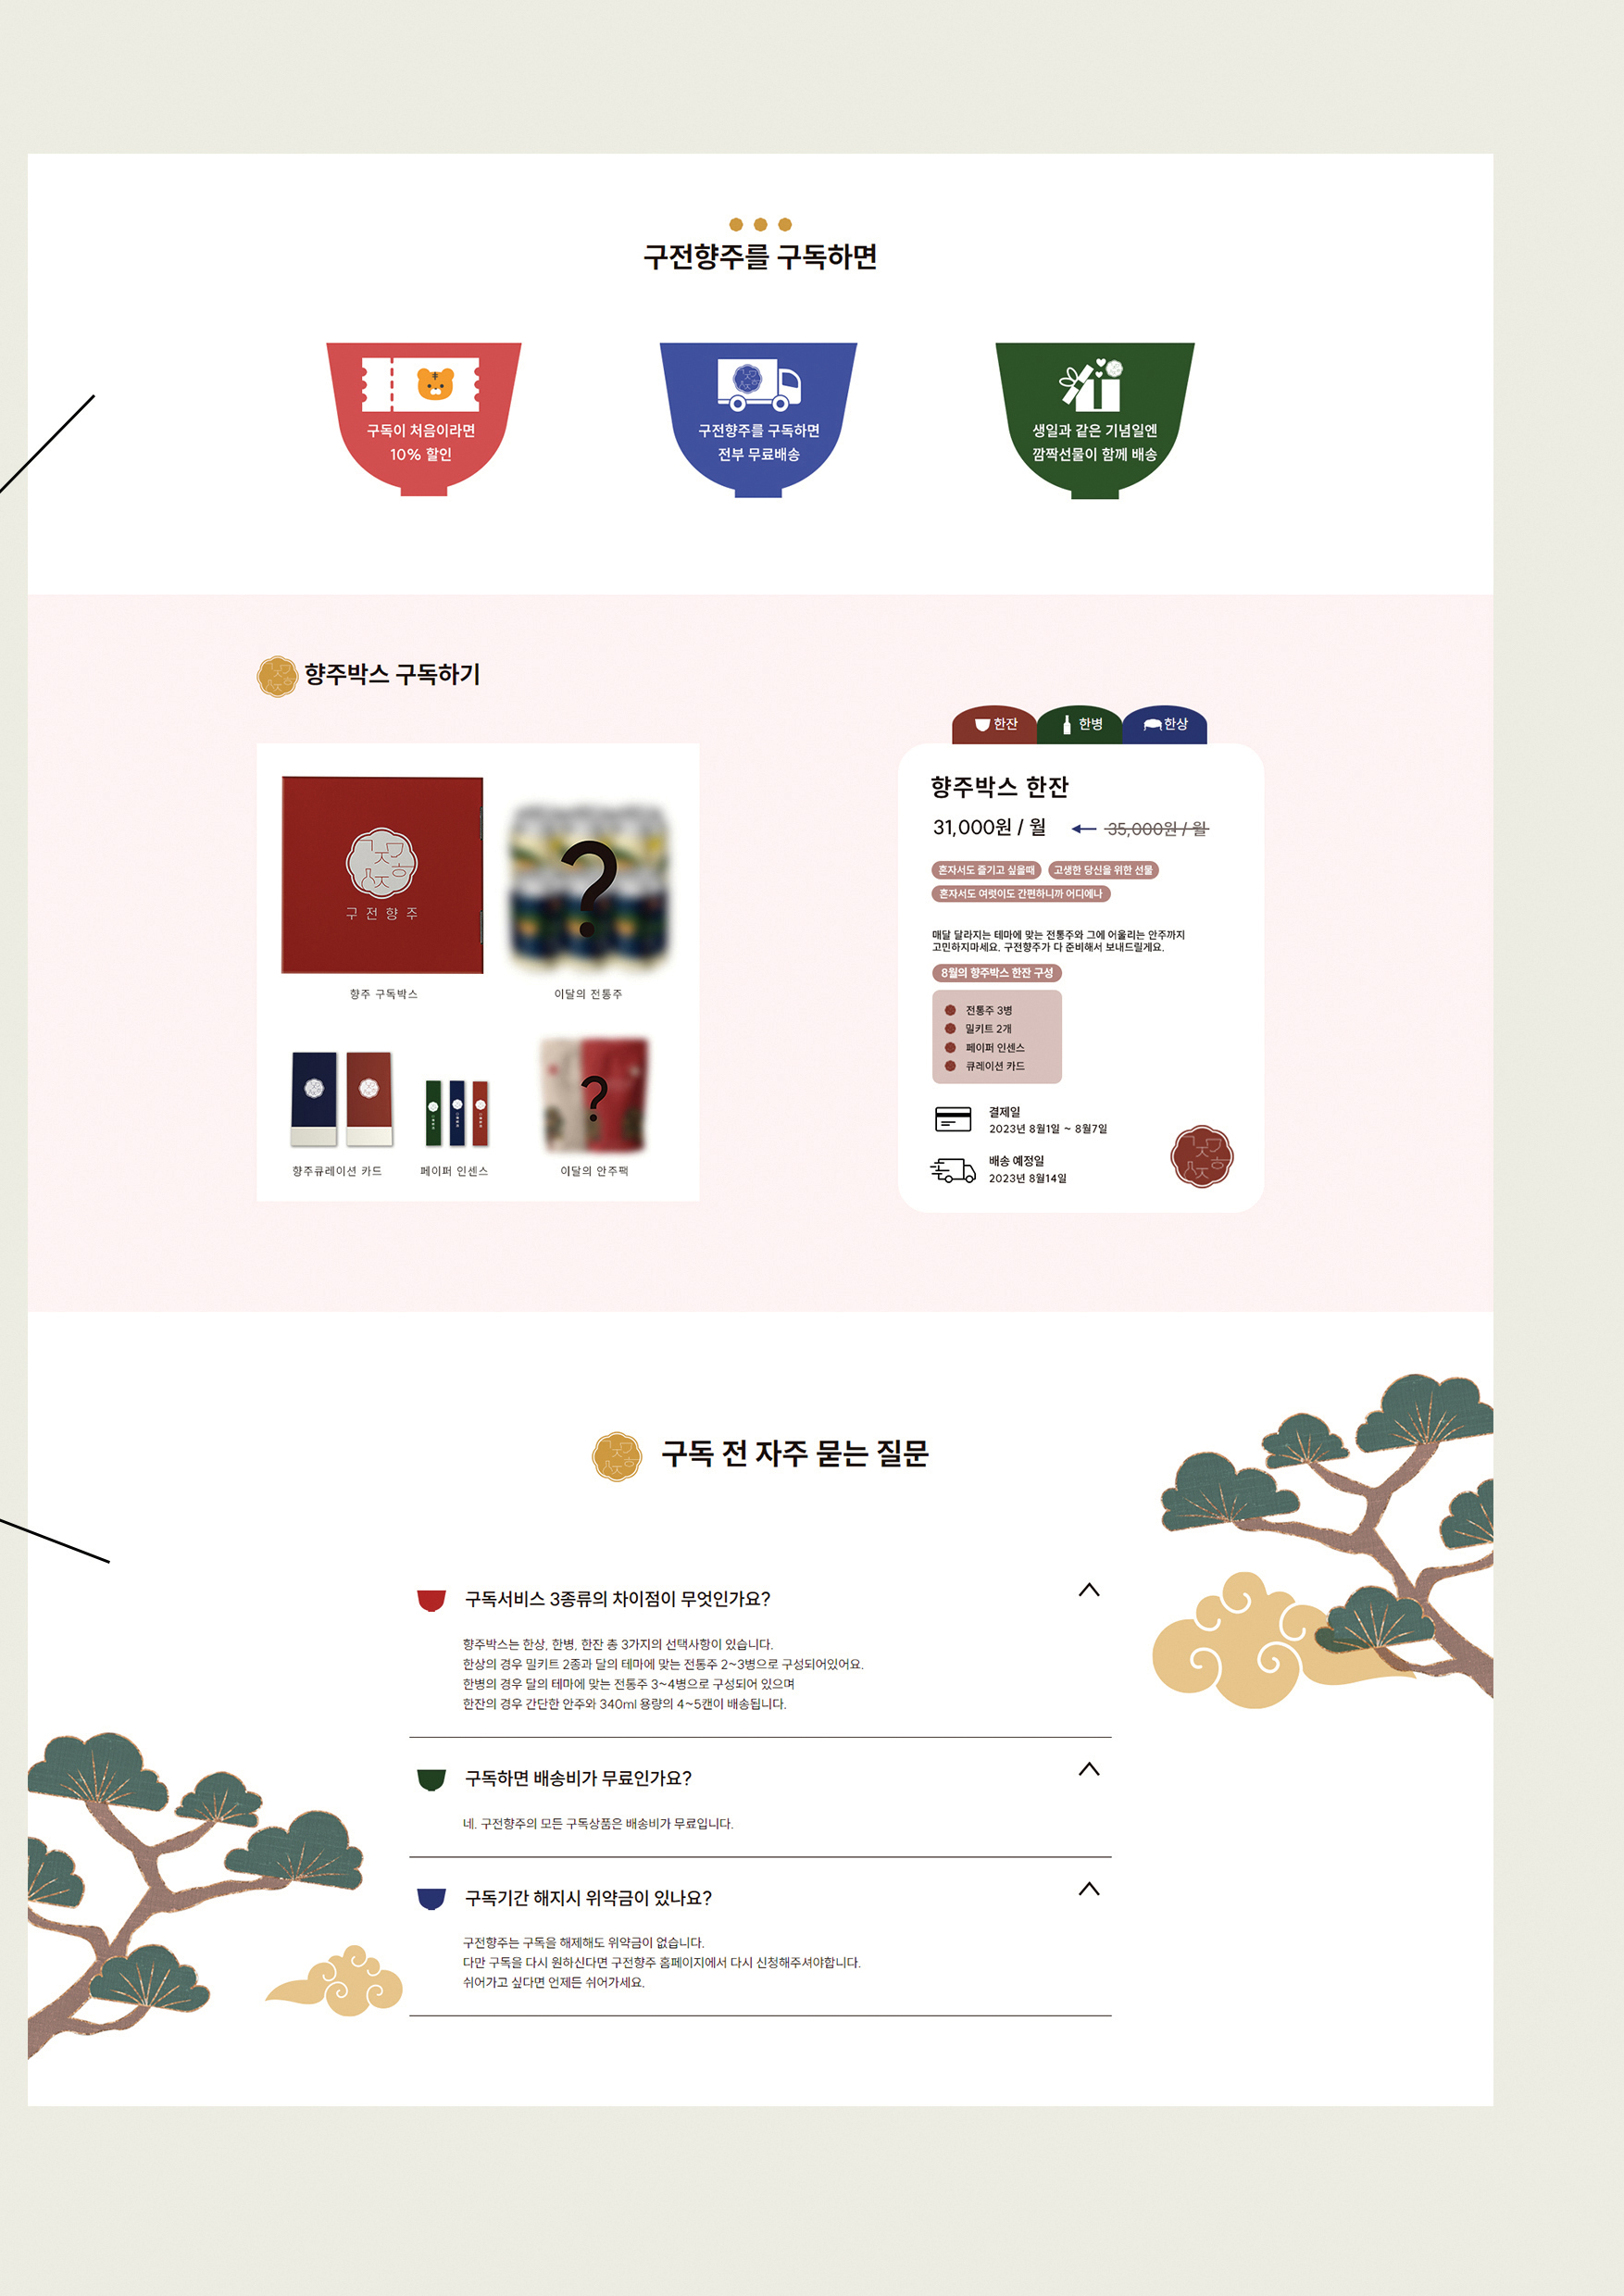 구전향주를 구독하면
구독이 처음이라면
10% 할인
구전향주를 구독하면
전부 무료배송
생일과 같은 기념일엔
깜짝선물이 함께 배송
향주박스 구독하기
구전향주
향주 구독박스
?
이달의 전통주
향주큐레이션 카드
페이퍼 인센스
?
이달의 안주팩
한잔
한병
한상
향주박스 한잔
31,000원 / 월
35,000원 / 월
혼자서도 즐기고 싶을때
고생한 당신을 위한 선물
혼자서도 여럿이도 간편하니까 어디에나
매달 달라지는 테마에 맞는 전통주와 그에 어울리는 안주까지
고민하지마세요. 구전향주가 다 준비해서 보내드릴게요.
8월의 향주박스 한잔 구성
전통주 3병
밀키트 2개
페이퍼 인센스
큐레이션 카드
결제일
2023년 8월1일 ~ 8월7일
배송 예정일
2023년 8월14일
구독 전 자주 묻는 질문
구독서비스 3종류의 차이점이 무엇인가요?
향주박스는 한상, 한병, 한잔 총 3가지의 선택사항이 있습니다.
한상의 경우 밀키트 2종과 달의 테마에 맞는 전통주 2~3병으로 구성되어있어요.
한병의 경우 달의 테마에 맞는 전통주 3~4병으로 구성되어 있으며
한잔의 경우 간단한 안주와 340ml 용량의 4~5캔이 배송됩니다.
구독하면 배송비가 무료인가요?
네. 구전향주의 모든 구독상품은 배송비가 무료입니다.
구독기간 해지시 위약금이 있나요?
구전향주는 구독을 해제해도 위약금이 없습니다.
다만 구독을 다시 원하신다면 구전향주 홈페이지에서 다시 신청해주셔야합니다.
쉬어가고 싶다면 언제든 쉬어가세요.